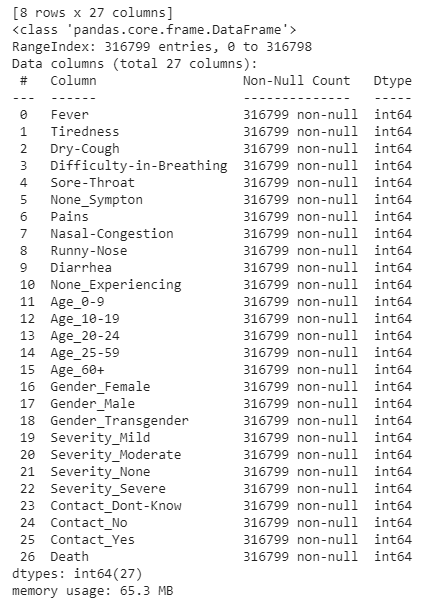 [8 rows x 27 columns]
<class 'pandas.core.frame.DataFrame'>
RangeIndex: 316799 entries, 0 to 316798
Data columns (total 27 columns):
 #   Column                   Non-Null Count   Dtype
---  ------                   --------------   -----
 0   Fever                    316799 non-null  int64
 1   Tiredness                316799 non-null  int64
 2   Dry-Cough                316799 non-null  int64
 3   Difficulty-in-Breathing  316799 non-null  int64
 4   Sore-Throat              316799 non-null  int64
 5   None_Sympton             316799 non-null  int64
 6   Pains                    316799 non-null  int64
 7   Nasal-Congestion         316799 non-null  int64
 8   Runny-Nose               316799 non-null  int64
 9   Diarrhea                 316799 non-null  int64
 10  None_Experiencing        316799 non-null  int64
 11  Age_0-9                  316799 non-null  int64
 12  Age_10-19                316799 non-null  int64
 13  Age_20-24                316799 non-null  int64
 14  Age_25-59                316799 non-null  int64
 15  Age_60+                  316799 non-null  int64
 16  Gender_Female            316799 non-null  int64
 17  Gender_Male              316799 non-null  int64
 18  Gender_Transgender       316799 non-null  int64
 19  Severity_Mild            316799 non-null  int64
 20  Severity_Moderate        316799 non-null  int64
 21  Severity_None            316799 non-null  int64
 22  Severity_Severe          316799 non-null  int64
 23  Contact_Dont-Know        316799 non-null  int64
 24  Contact_No               316799 non-null  int64
 25  Contact_Yes              316799 non-null  int64
 26  Death                    316799 non-null  int64
dtypes: int64(27)
memory usage: 65.3 MB